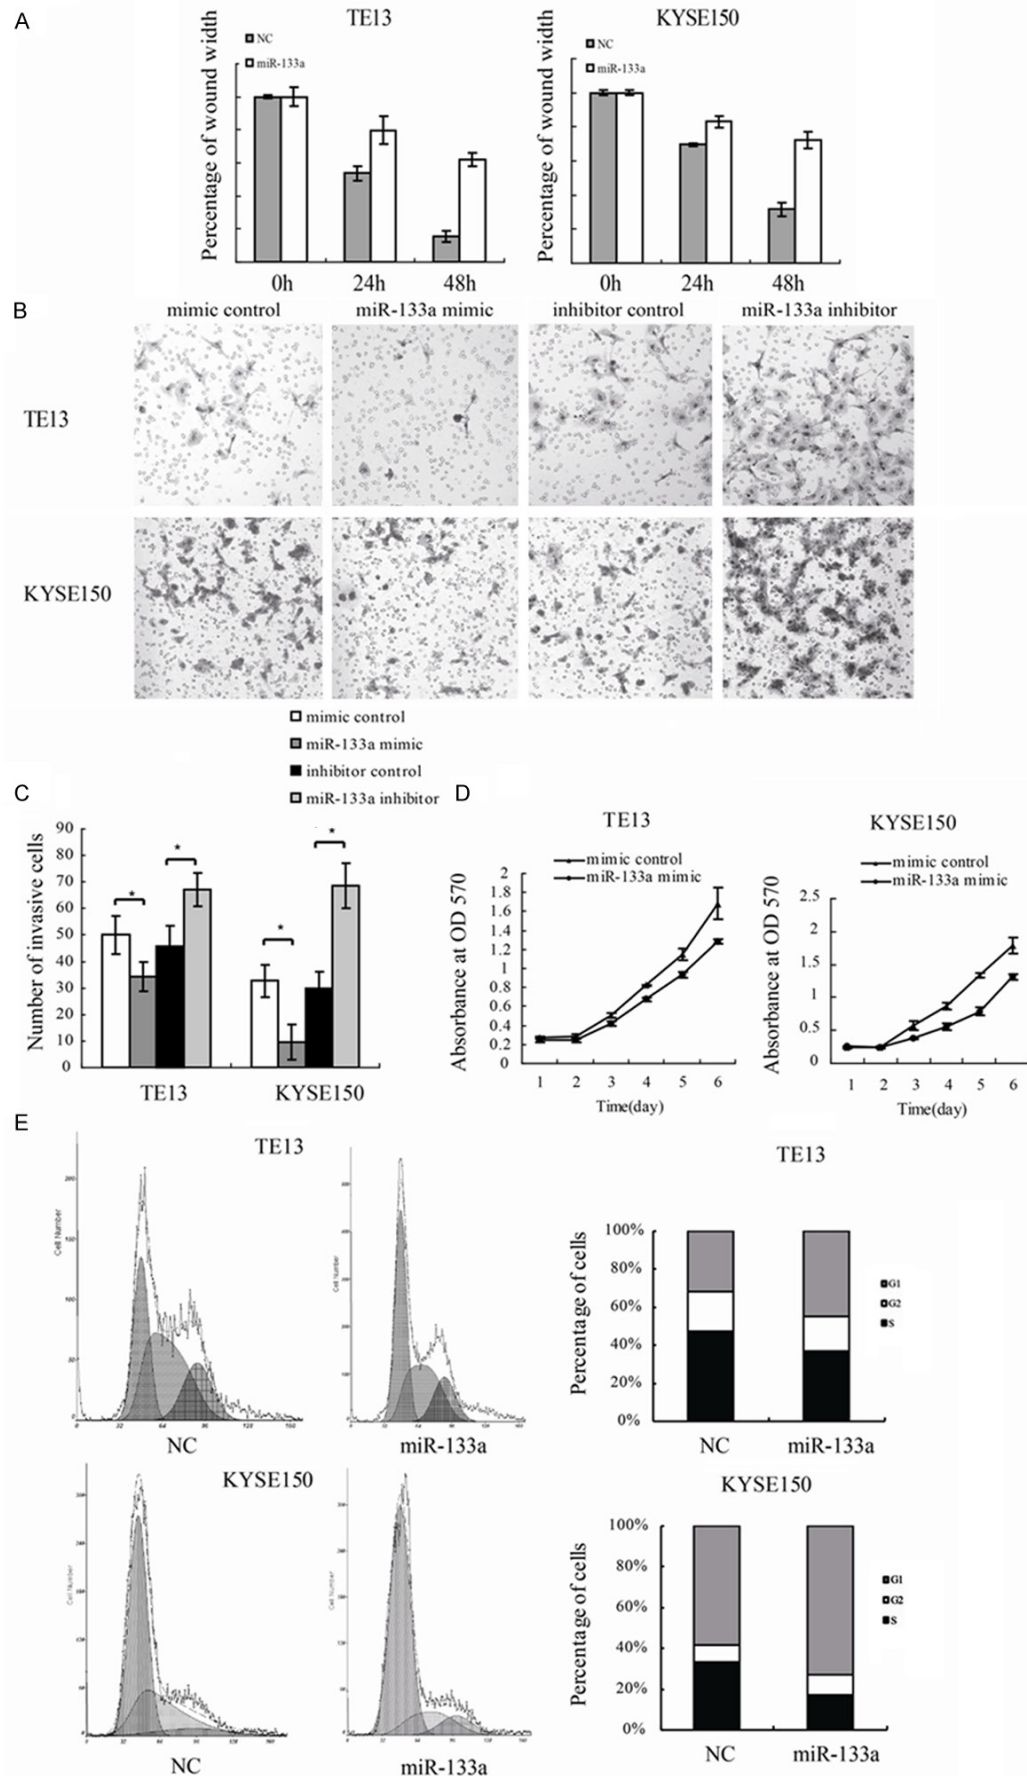 A
TE13
KYSE150
Percentage of wound width
NC
miR-133a
0h 24h 48h
Percentage of wound width
NC
miR-133a
0h 24h 48h
B
mimic control miR-133a mimic inhibitor control miR-133a inhibitor
TE13
KYSE150
mimic control
miR-133a mimic
inhibitor control
miR-133a inhibitor
C
Number of invasive cells
90
80
70
60
50
40
30
20
10
0
* * * *
TE13 KYSE150
D
TE13
mimic control
miR-133a mimic
Absorbance at OD 570
2
1.8
1.6
1.4
1.2
1
0.8
0.6
0.4
0.2
1 2 3 4 5 6
Time(day)
KYSE150
mimic control
miR-133a mimic
Absorbance at OD 570
2.5
2
1.5
1
0.5
0
1 2 3 4 5 6
Time(day)
E
TE13
Cell Number
NC
Cell Number
miR-133a
TE13
Percentage of cells
100%
80%
60%
40%
20%
0%
G1
G2
S
NC miR-133a
KYSE150
Cell Number
NC
Cell Number
miR-133a
KYSE150
Percentage of cells
100%
80%
60%
40%
20%
0%
G1
G2
S
NC miR-133a